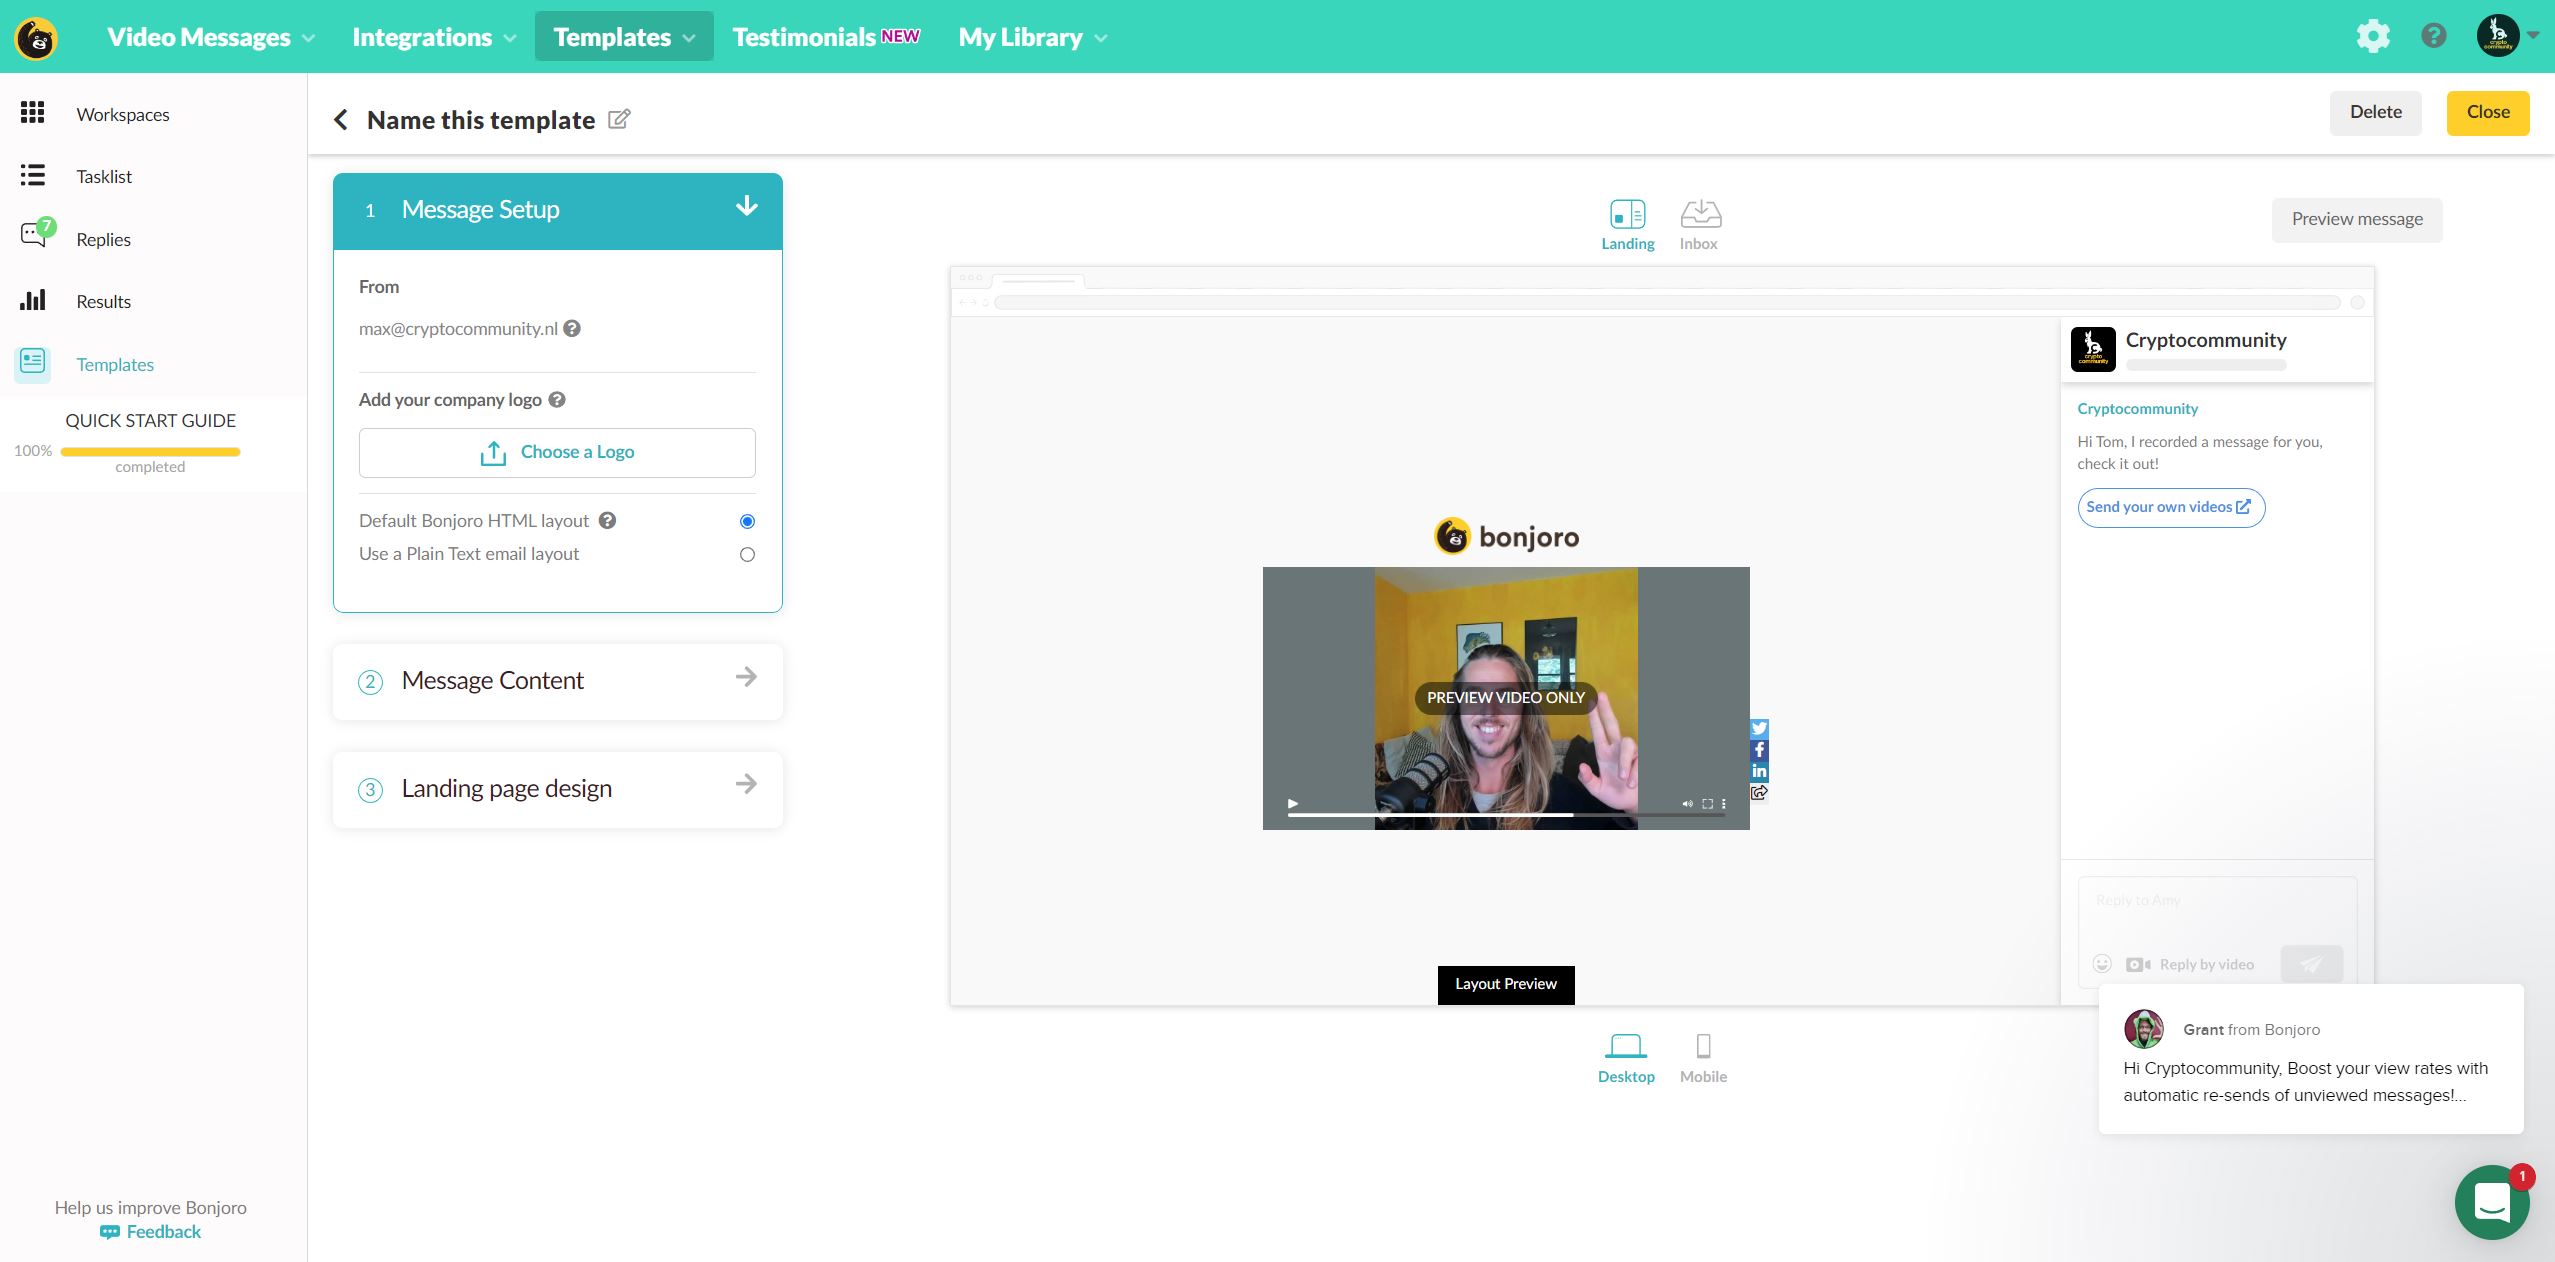 Video Messages
Integrations
Templates
Testimonials NEW
My Library
Workspaces
Tasklist
7
Replies
Results
Templates
QUICK START GUIDE
100%
completed
Help us improve Bonjoro
Feedback
Name this template
Delete
Close
1 Message Setup
From
max@cryptocommunity.nl
Add your company logo
Choose a Logo
Default Bonjoro HTML layout
Use a Plain Text email layout
2 Message Content
3 Landing page design
Landing
Inbox
Preview message
bonjoro
PREVIEW VIDEO ONLY
Layout Preview
Desktop
Mobile
crypto
community
Cryptocommunity
Cryptocommunity
Hi Tom, I recorded a message for you,
check it out!
Send your own videos
Reply to Amy
Reply by video
Grant from Bonjoro
Hi Cryptocommunity, Boost your view rates with
automatic re-sends of unviewed messages!...
1